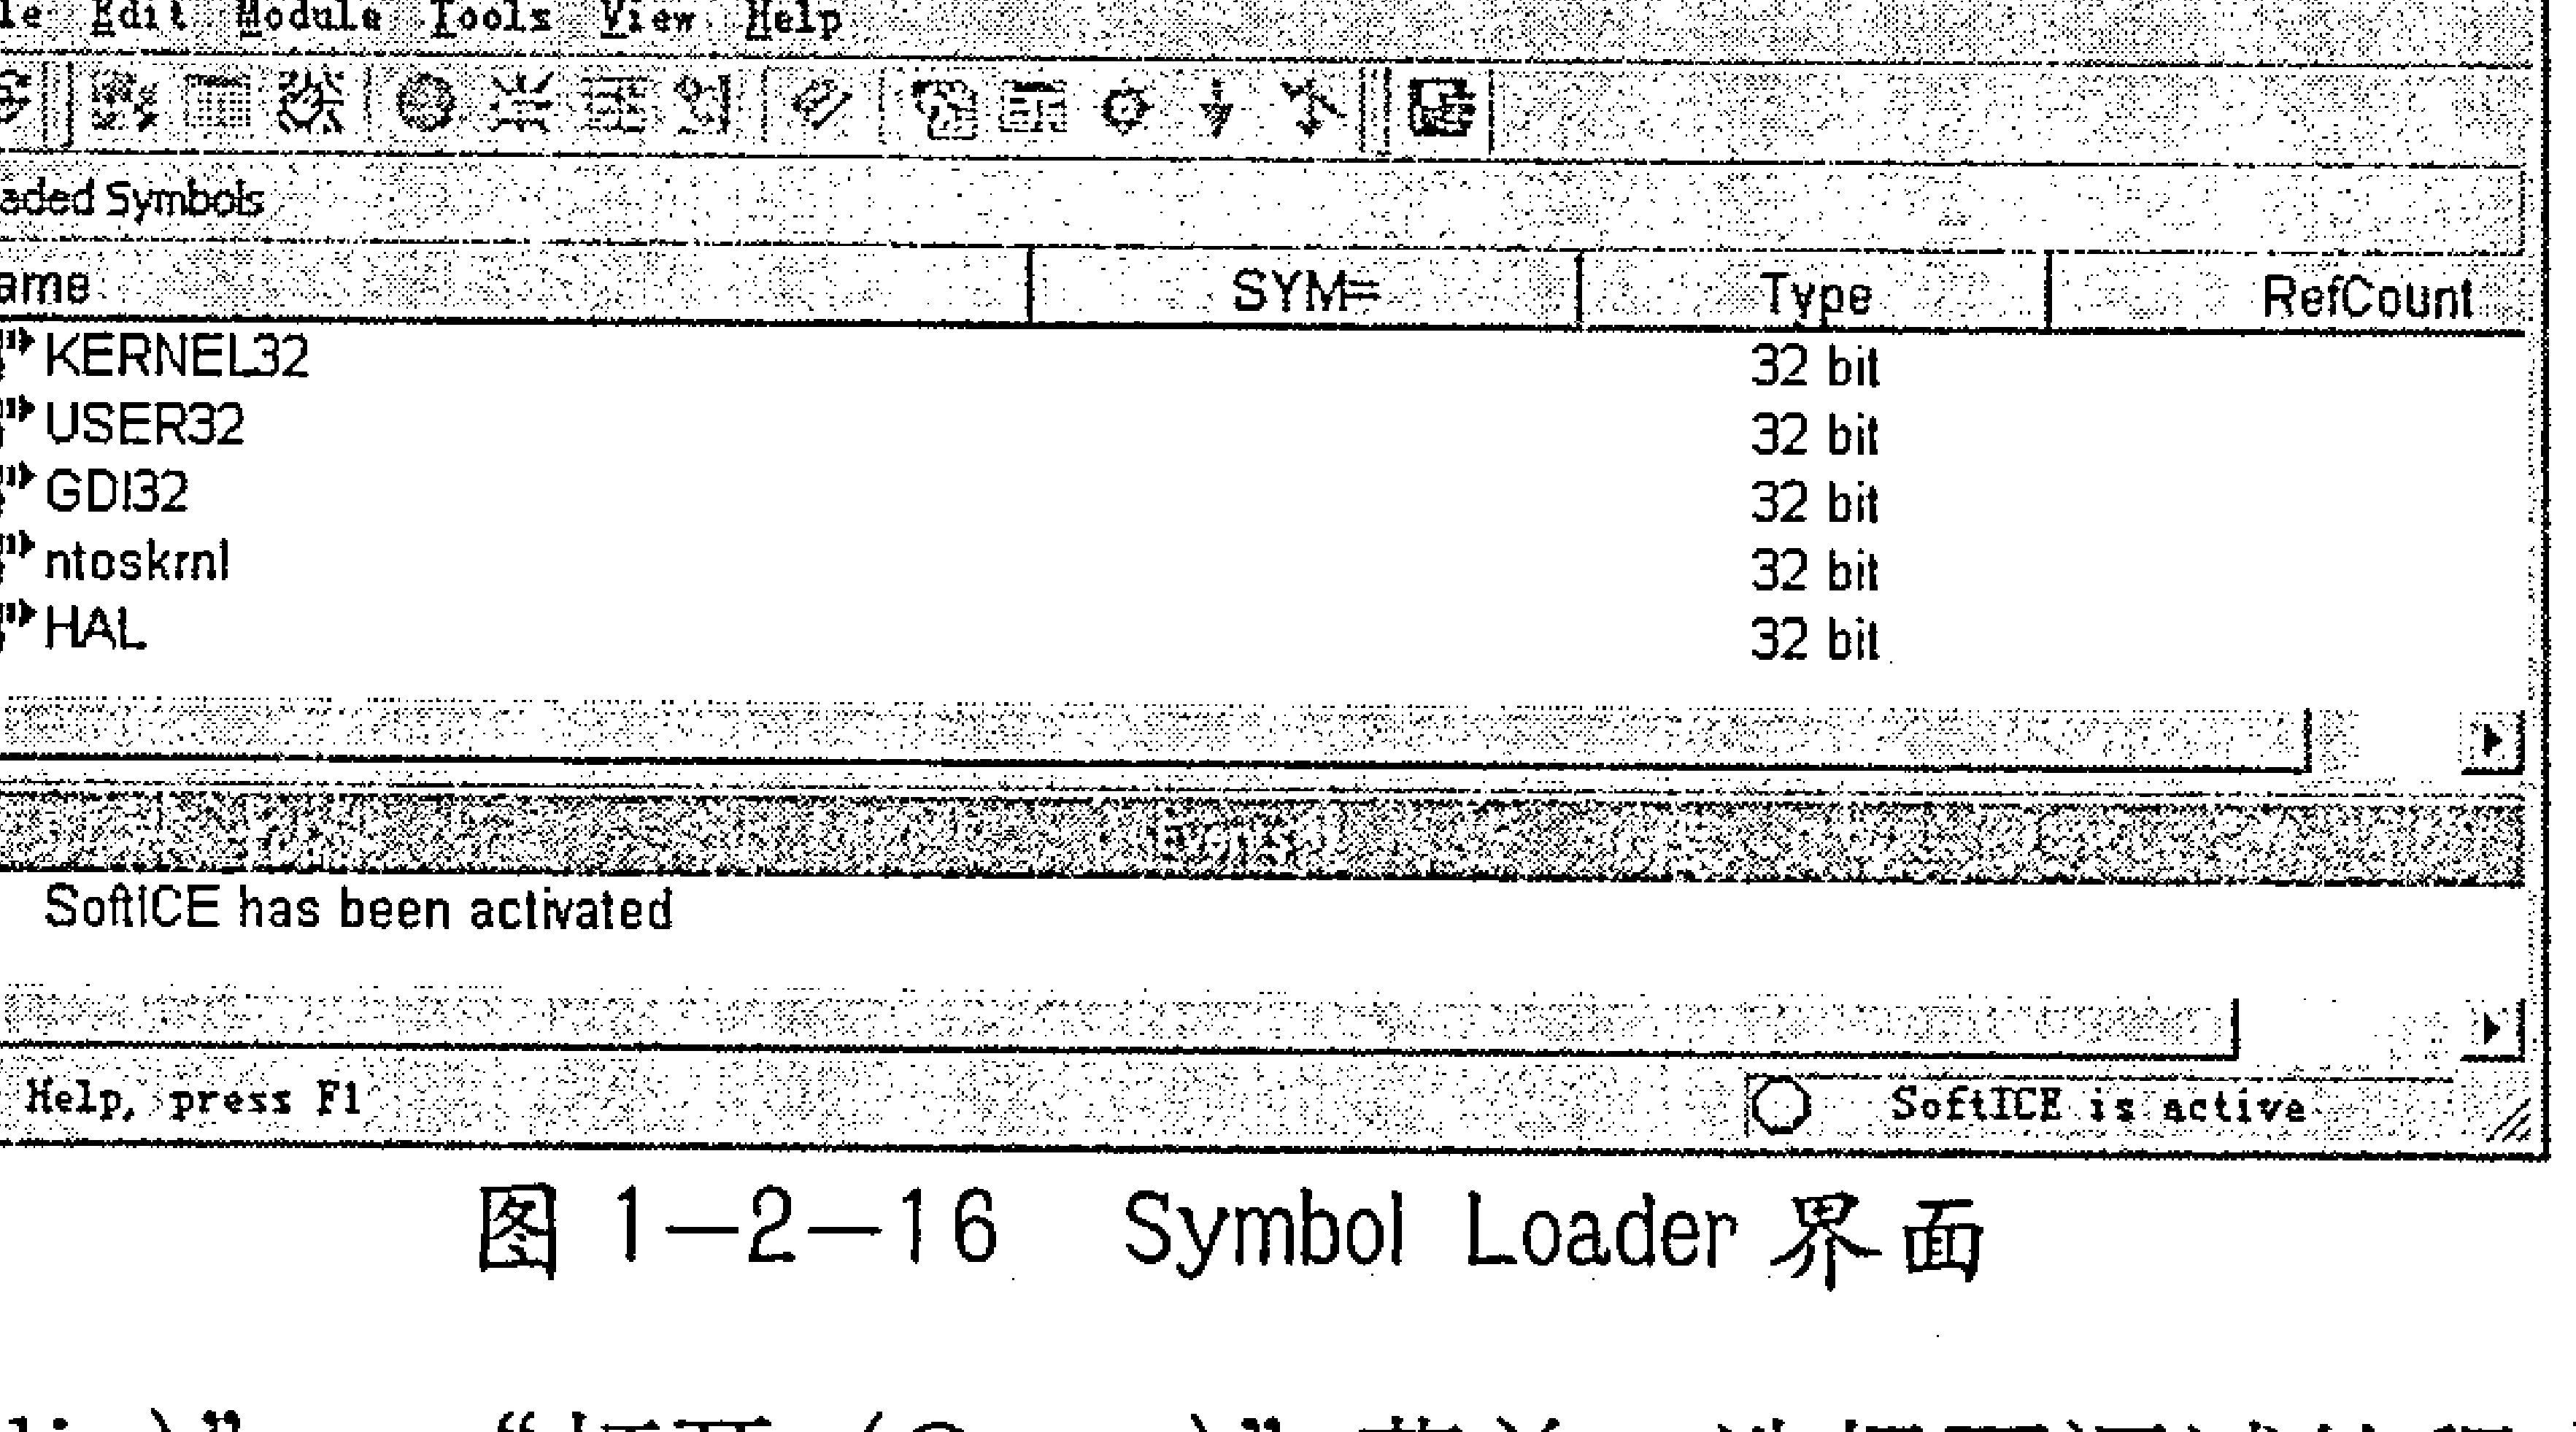 le Edit Module Tools View Help
aded Symbols
ame SYM= Type RefCount
KERNEL32 32 bit
USER32 32 bit
GDI32 32 bit
ntoskrnl 32 bit
HAL 32 bit
Events
SoftICE has been activated
Help, press F1 SoftICE is active
图 1－2－16 Symbol Loader 界面